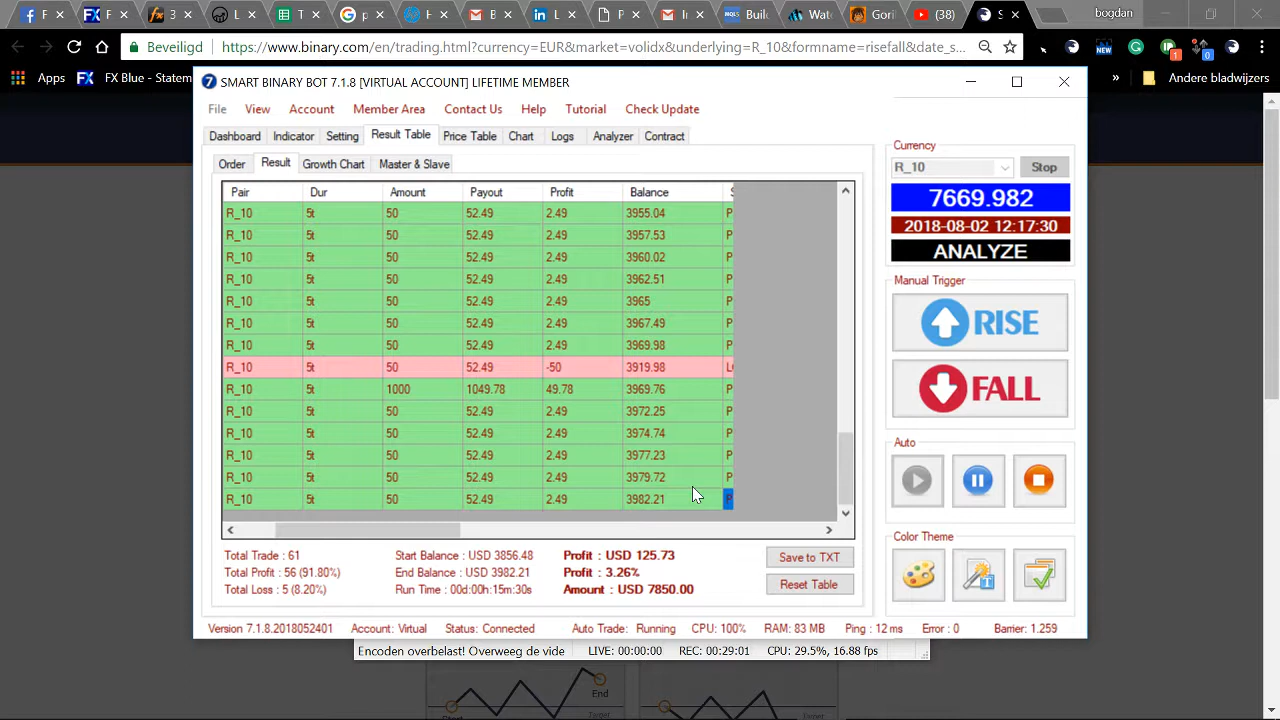 bogdan
Beveiligd
https://www.binary.com/en/trading.html?currency=EUR&market=volidx&underlying=R_10&formname=risefall&date_s...
Apps FX Blue - Statem » Andere bladwijzers
SMART BINARY BOT 7.1.8 [VIRTUAL ACCOUNT] LIFETIME MEMBER
File View Account Member Area Contact Us Help Tutorial Check Update
Dashboard Indicator Setting Result Table Price Table Chart Logs Analyzer Contract
Order Result Growth Chart Master & Slave
Pair Dur Amount Payout Profit Balance
R_10 5t 50 52.49 2.49 3955.04 P
R_10 5t 50 52.49 2.49 3957.53 P
R_10 5t 50 52.49 2.49 3960.02 P
R_10 5t 50 52.49 2.49 3962.51 P
R_10 5t 50 52.49 2.49 3965 P
R_10 5t 50 52.49 2.49 3967.49 P
R_10 5t 50 52.49 2.49 3969.98 P
R_10 5t 50 52.49 -50 3919.98
R_10 5t 1000 1049.78 49.78 3969.76 P
R_10 5t 50 52.49 2.49 3972.25 P
R_10 5t 50 52.49 2.49 3974.74 P
R_10 5t 50 52.49 2.49 3977.23 P
R_10 5t 50 52.49 2.49 3979.72 P
R_10 5t 50 52.49 2.49 3982.21 P
Total Trade : 61 Start Balance : USD 3856.48 Profit : USD 125.73 Save to TXT
Total Profit : 56 (91.80%) End Balance : USD 3982.21 Profit : 3.26%
Total Loss : 5 (8.20%) Run Time : 00d:00h:15m:30s Amount : USD 7850.00 Reset Table
Currency
R_10 Stop
7669.982
2018-08-02 12:17:30
ANALYZE
Manual Trigger
RISE
FALL
Auto
Color Theme
Version 7.1.8.2018052401 Account: Virtual Status: Connected Auto Trade: Running CPU: 100% RAM: 83 MB Ping : 12 ms Error : 0 Barrier: 1.259
Encoden overbelast! Overweeg de vide LIVE: 00:00:00 REC: 00:29:01 CPU: 29.5%, 16.88 fps
End